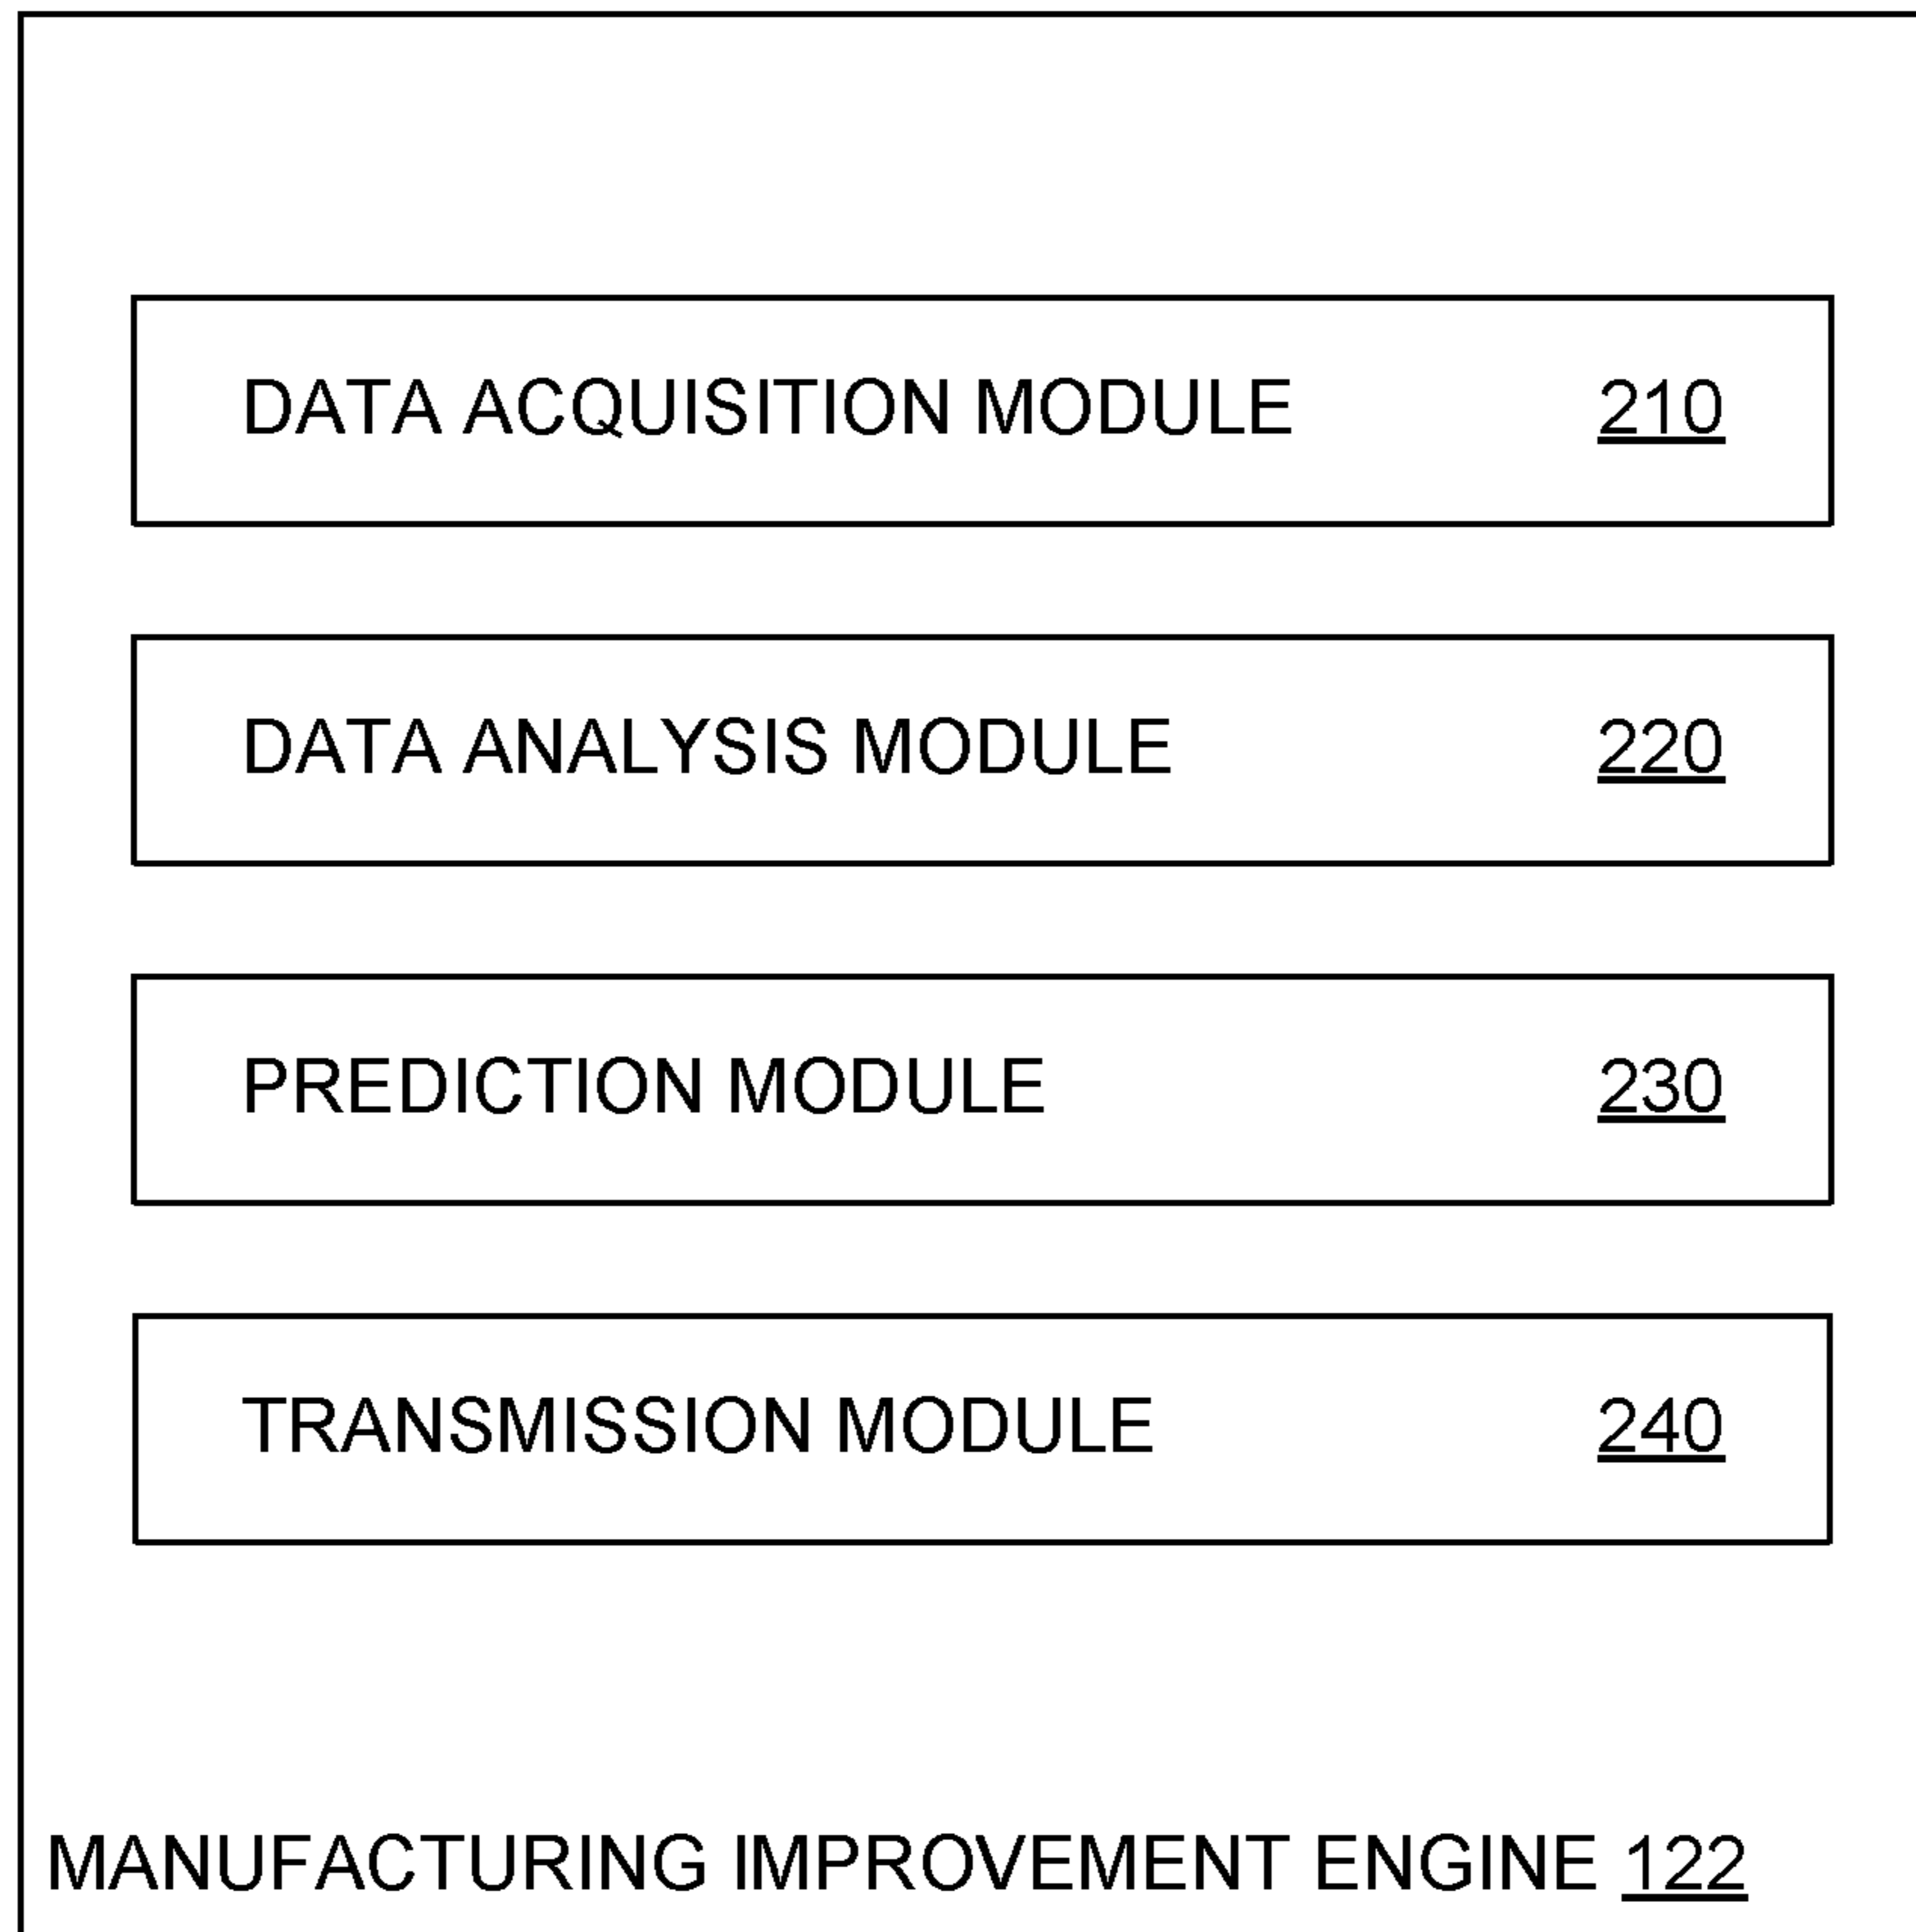 DATA ACQUISITION MODULE 210
DATA ANALYSIS MODULE 220
PREDICTION MODULE 230
TRANSMISSION MODULE 240
MANUFACTURING IMPROVEMENT ENGINE 122